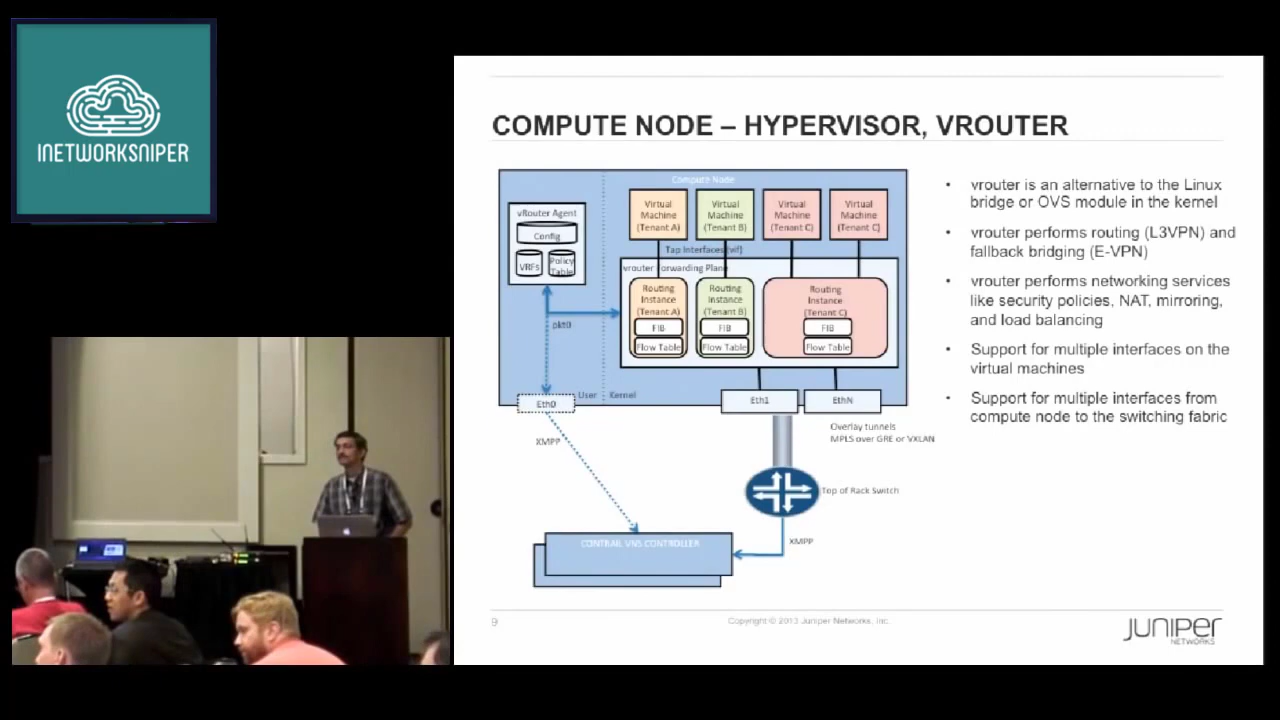 INETWORKSNIPER
COMPUTE NODE – HYPERVISOR, VROUTER
Compute Node
vRouter Agent
Config
VRFs
Policy
Table
Virtual
Machine
(Tenant A)
Virtual
Machine
(Tenant B)
Virtual
Machine
(Tenant C)
Virtual
Machine
(Tenant C)
Tap Interfaces (vif)
vrouter Forwarding Plane
Routing
Instance
(Tenant A)
FIB
Flow Table
Routing
Instance
(Tenant B)
FIB
Flow Table
Routing
Instance
(Tenant C)
FIB
Flow Table
pkt0
User
Kernel
Eth0
Eth1
EthN
XMPP
Overlay tunnels
MPLS over GRE or VXLAN
Top of Rack Switch
XMPP
CONTRAIL VNS CONTROLLER
• vrouter is an alternative to the Linux
bridge or OVS module in the kernel
• vrouter performs routing (L3VPN) and
fallback bridging (E-VPN)
• vrouter performs networking services
like security policies, NAT, mirroring,
and load balancing
• Support for multiple interfaces on the
virtual machines
• Support for multiple interfaces from
compute node to the switching fabric
9
Copyright © 2013 Juniper Networks, Inc.
JUNIPER
NETWORKS